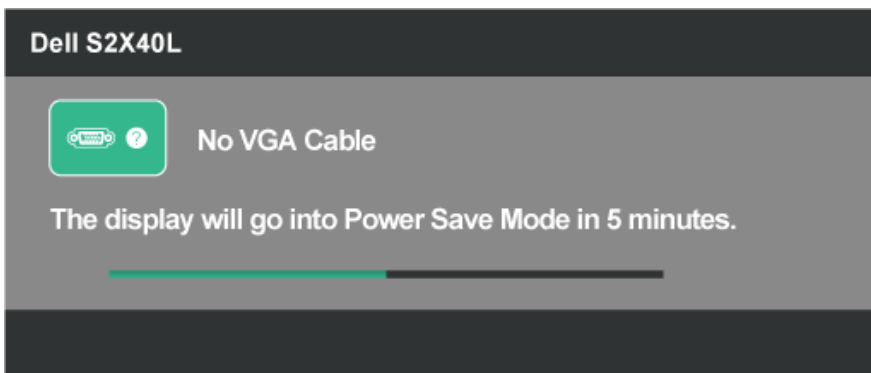 Dell S2X40L
No VGA Cable
The display will go into Power Save Mode in 5 minutes.